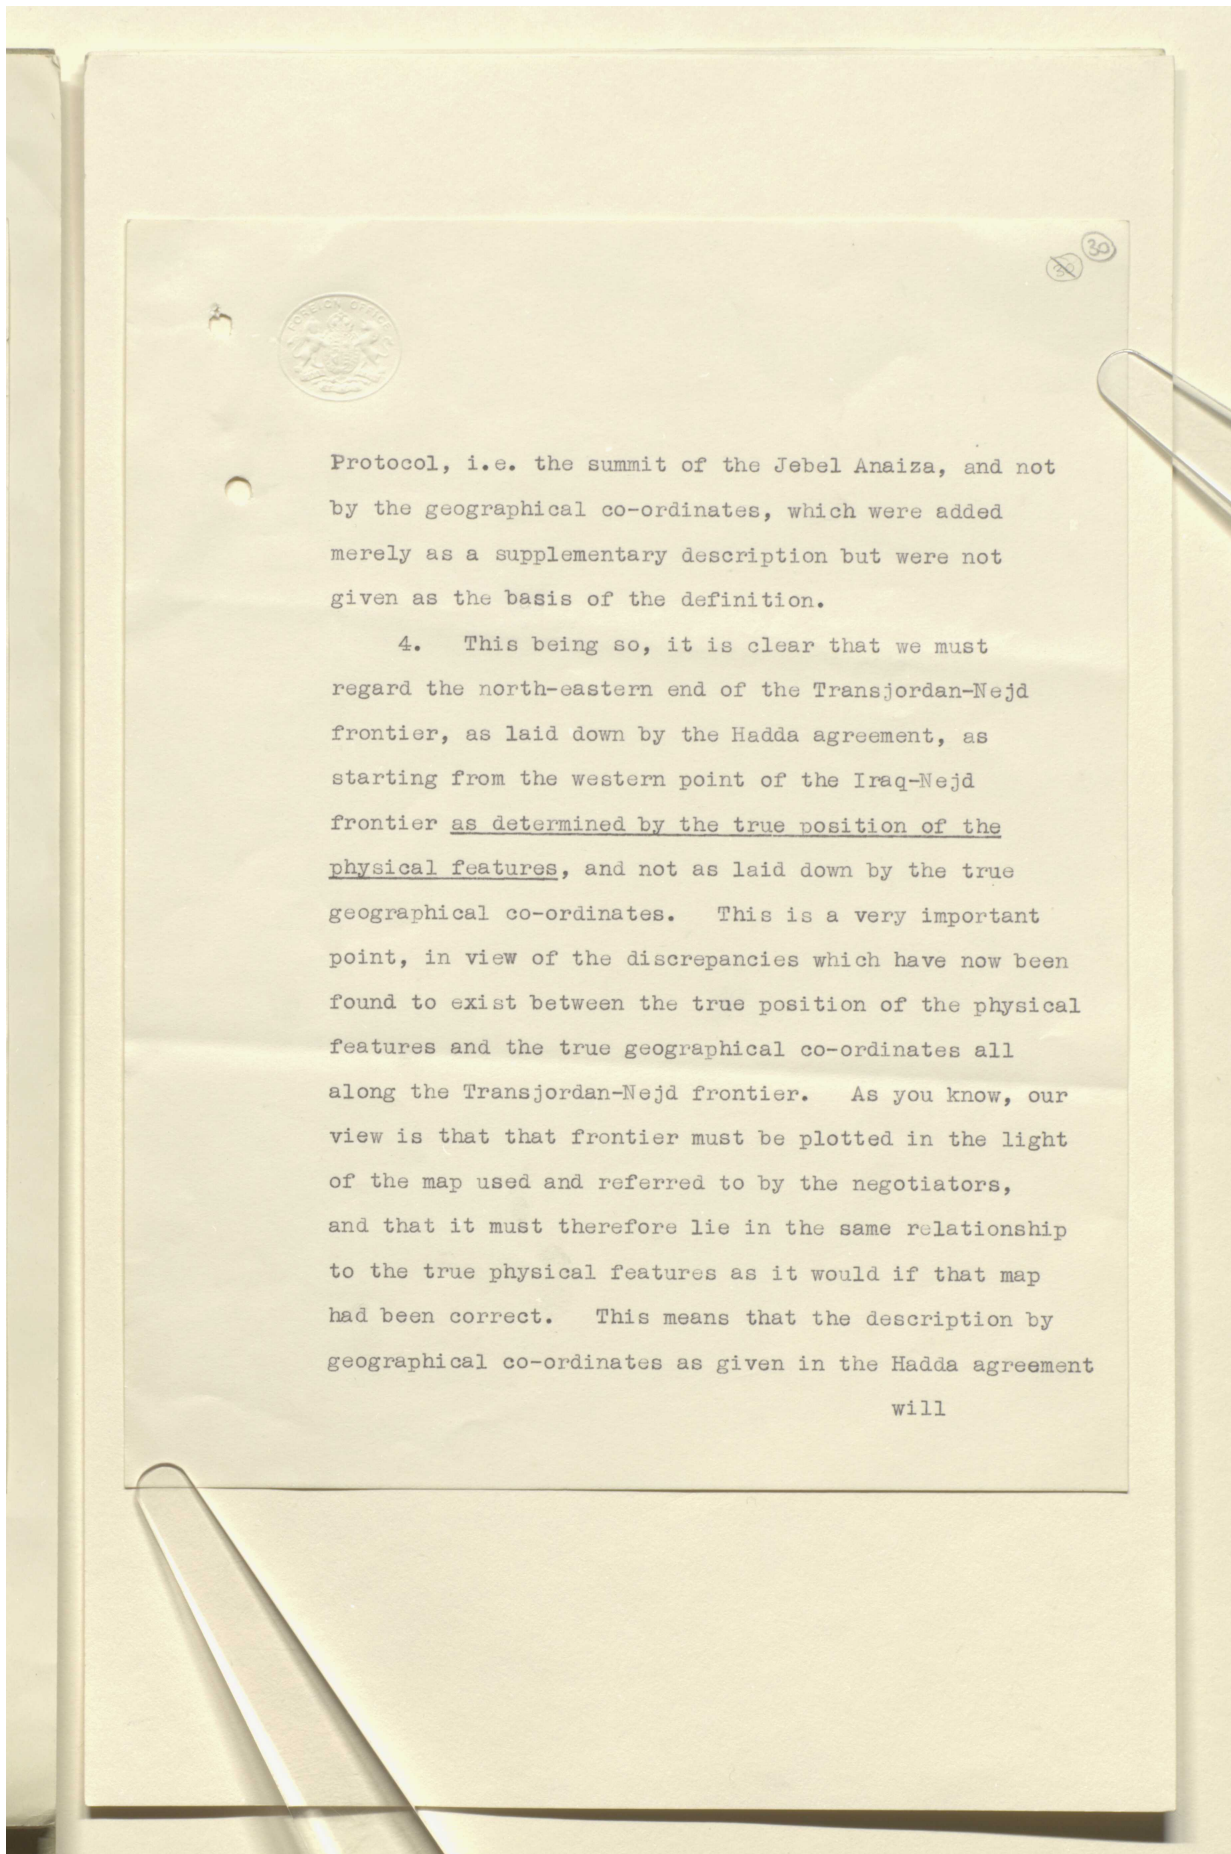 30
30
FOREIGN OFFICE
Protocol, i.e. the summit of the Jebel Anaiza, and not
by the geographical co-ordinates, which were added
merely as a supplementary description but were not
given as the basis of the definition.
4. This being so, it is clear that we must
regard the north-eastern end of the Transjordan-Nejd
frontier, as laid down by the Hadda agreement, as
starting from the western point of the Iraq-Nejd
frontier as determined by the true position of the
physical features, and not as laid down by the true
geographical co-ordinates. This is a very important
point, in view of the discrepancies which have now been
found to exist between the true position of the physical
features and the true geographical co-ordinates all
along the Transjordan-Nejd frontier. As you know, our
view is that that frontier must be plotted in the light
of the map used and referred to by the negotiators,
and that it must therefore lie in the same relationship
to the true physical features as it would if that map
had been correct. This means that the description by
geographical co-ordinates as given in the Hadda agreement
will